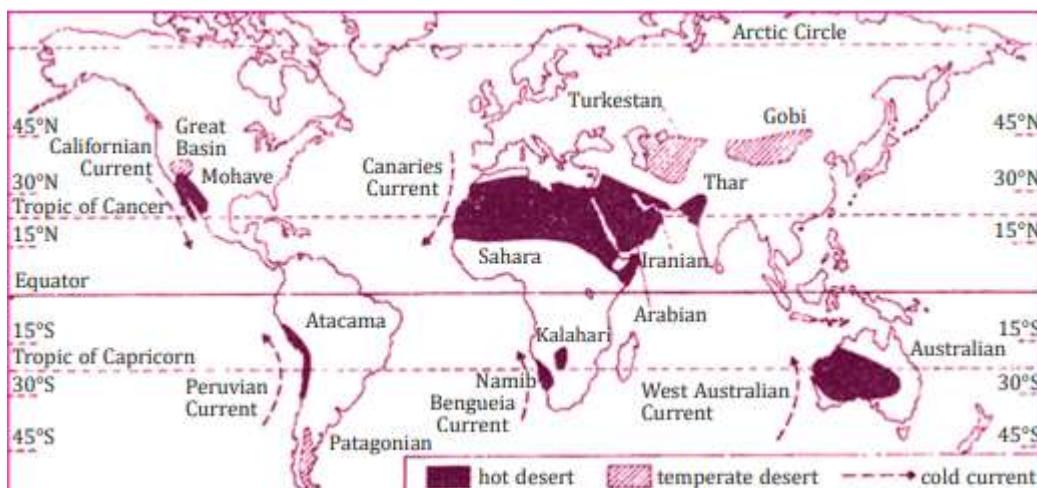 Arctic Circle
Turkestan
Gobi
45°N
Great
Basin
45°N
Californian
Current
Mohave
Canaries
Current
Thar
30°N
30°N
Tropic of Cancer
15°N
15°N
Sahara
Iranian
Equator
Arabian
Atacama
Kalahari
15°S
15°S
Tropic of Capricorn
Australian
30°S
30°S
Peruvian
Current
Namib
Bengueia
Current
West Australian
Current
45°S
Patagonian
45°S
hot desert
temperate desert
cold current